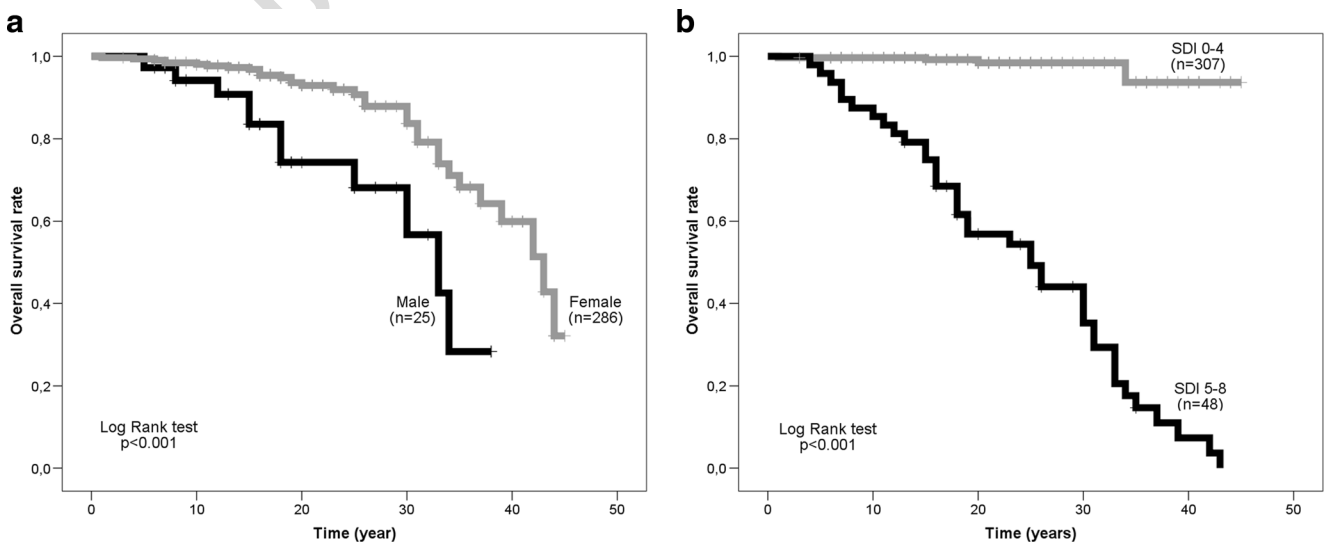 a
1,0
0,8
0,6
0,4
0,2
0,0
Overall survival rate
Male
(n=25)
Female
(n=286)
Log Rank test
p<0.001
0 10 20 30 40 50
Time (year)
b
1,0
0,8
0,6
0,4
0,2
0,0
Overall survival rate
SDI 0-4
(n=307)
SDI 5-8
(n=48)
Log Rank test
p<0.001
0 10 20 30 40 50
Time (years)